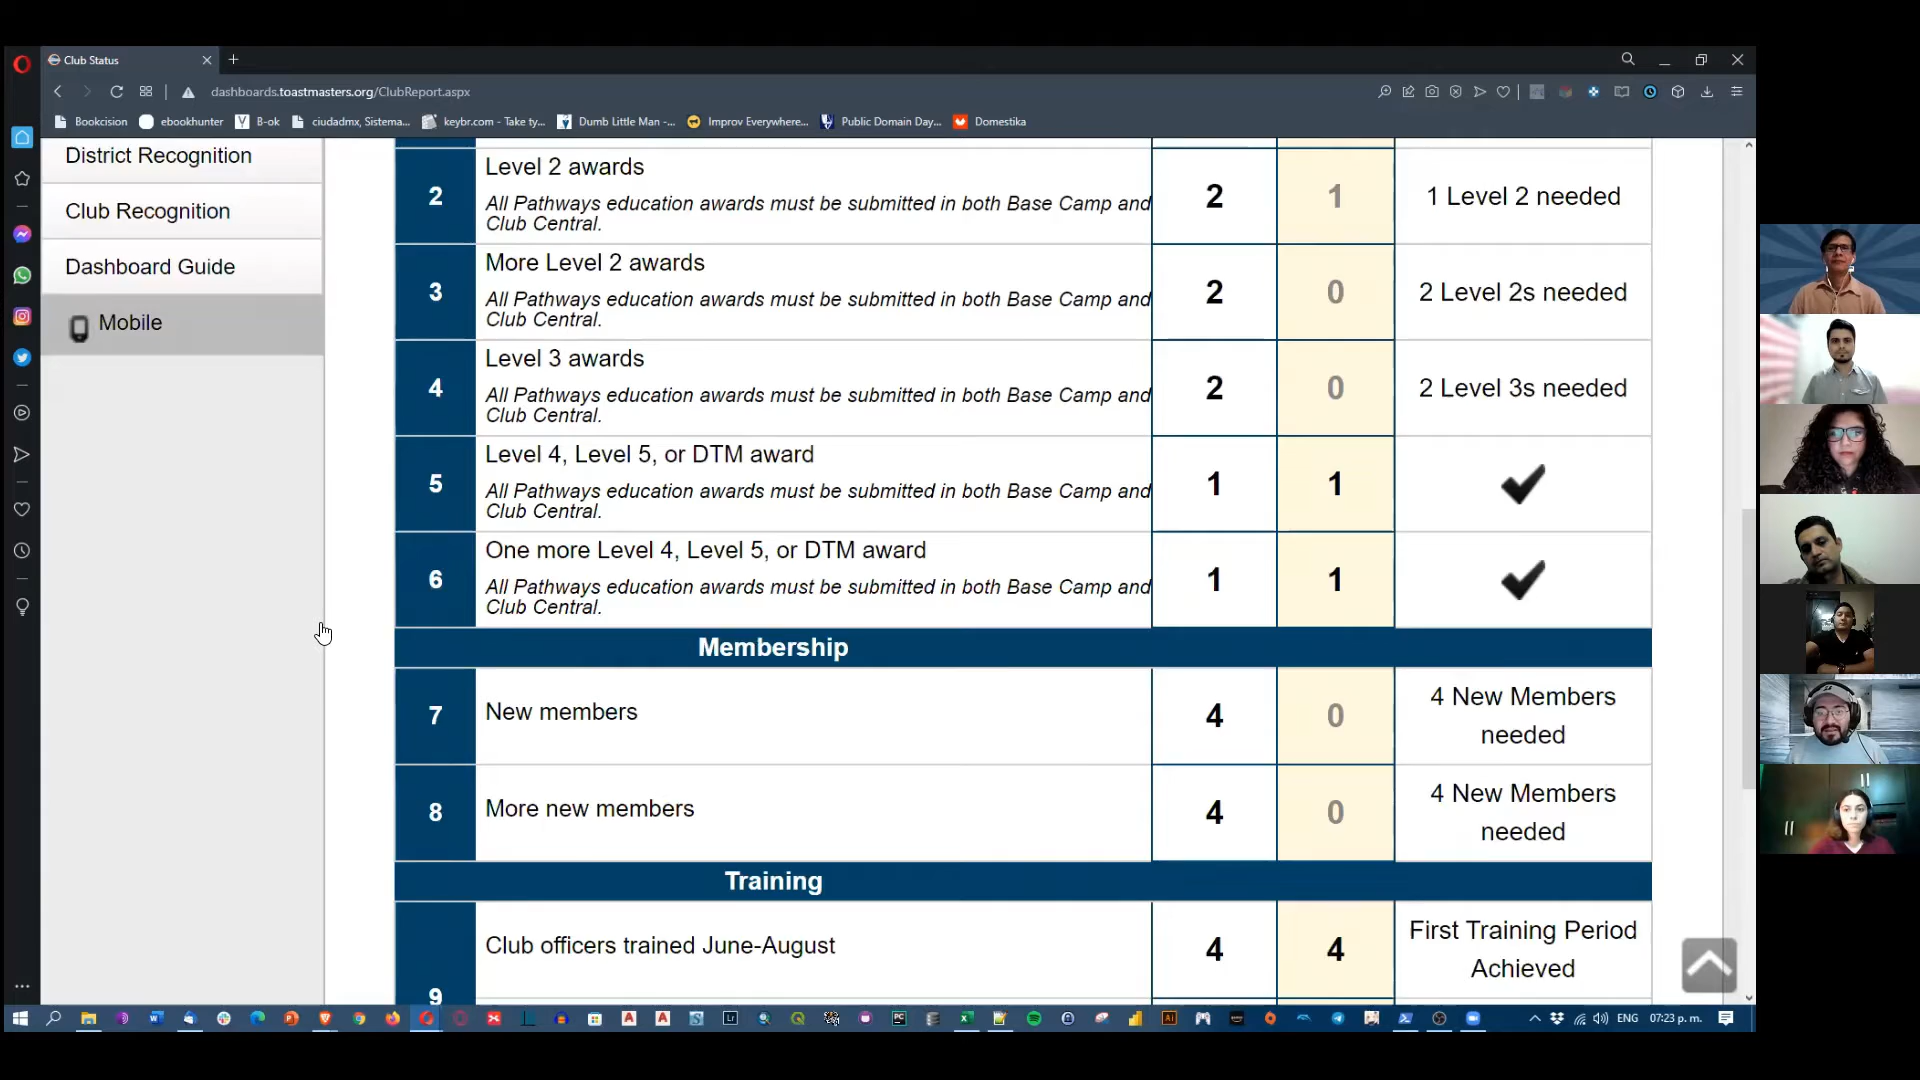 Club Status
dashboards.toastmasters.org/ClubReport.aspx
Bookcision
ebookhunter
B-ok
ciudadmx, Sistema...
keybr.com - Take ty...
Dumb Little Man -...
Improv Everywhere...
Public Domain Day...
Domestika
District Recognition
Club Recognition
Dashboard Guide
Mobile
2
Level 2 awards
All Pathways education awards must be submitted in both Base Camp and
Club Central.
2
1
1 Level 2 needed
3
More Level 2 awards
All Pathways education awards must be submitted in both Base Camp and
Club Central.
2
0
2 Level 2s needed
4
Level 3 awards
All Pathways education awards must be submitted in both Base Camp and
Club Central.
2
0
2 Level 3s needed
5
Level 4, Level 5, or DTM award
All Pathways education awards must be submitted in both Base Camp and
Club Central.
1
1
6
One more Level 4, Level 5, or DTM award
All Pathways education awards must be submitted in both Base Camp and
Club Central.
1
1
Membership
7
New members
4
0
4 New Members
needed
8
More new members
4
0
4 New Members
needed
Training
9
Club officers trained June-August
4
4
First Training Period
Achieved
ENG
07:23 p. m.